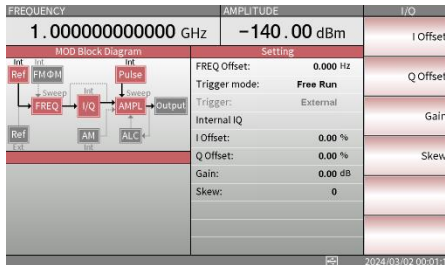 FREQUENCY AMPLITUDE I/Q
1.000000000000 GHz −140.00 dBm
MOD Block Diagram
Int Int Int
Ref FMΦM Pulse
Sweep Int Sweep
FREQ I/Q AMPL Output
Ref AM ALC
Ext Int
Setting
FREQ Offset: 0.000 Hz
Trigger mode: Free Run
Trigger: External
Internal IQ
I Offset: 0.00 %
Q Offset: 0.00 %
Gain: 0.00 dB
Skew: 0
I Offset
Q Offset
Gain
Skew
2024/03/02 00:01: